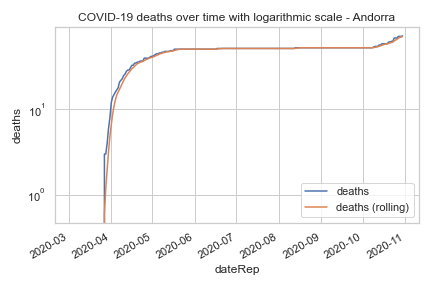 COVID-19 deaths over time with logarithmic scale - Andorra
deaths
10¹
10⁰
deaths
deaths (rolling)
2020-03
2020-04
2020-05
2020-06
2020-07
2020-08
2020-09
2020-10
2020-11
dateRep